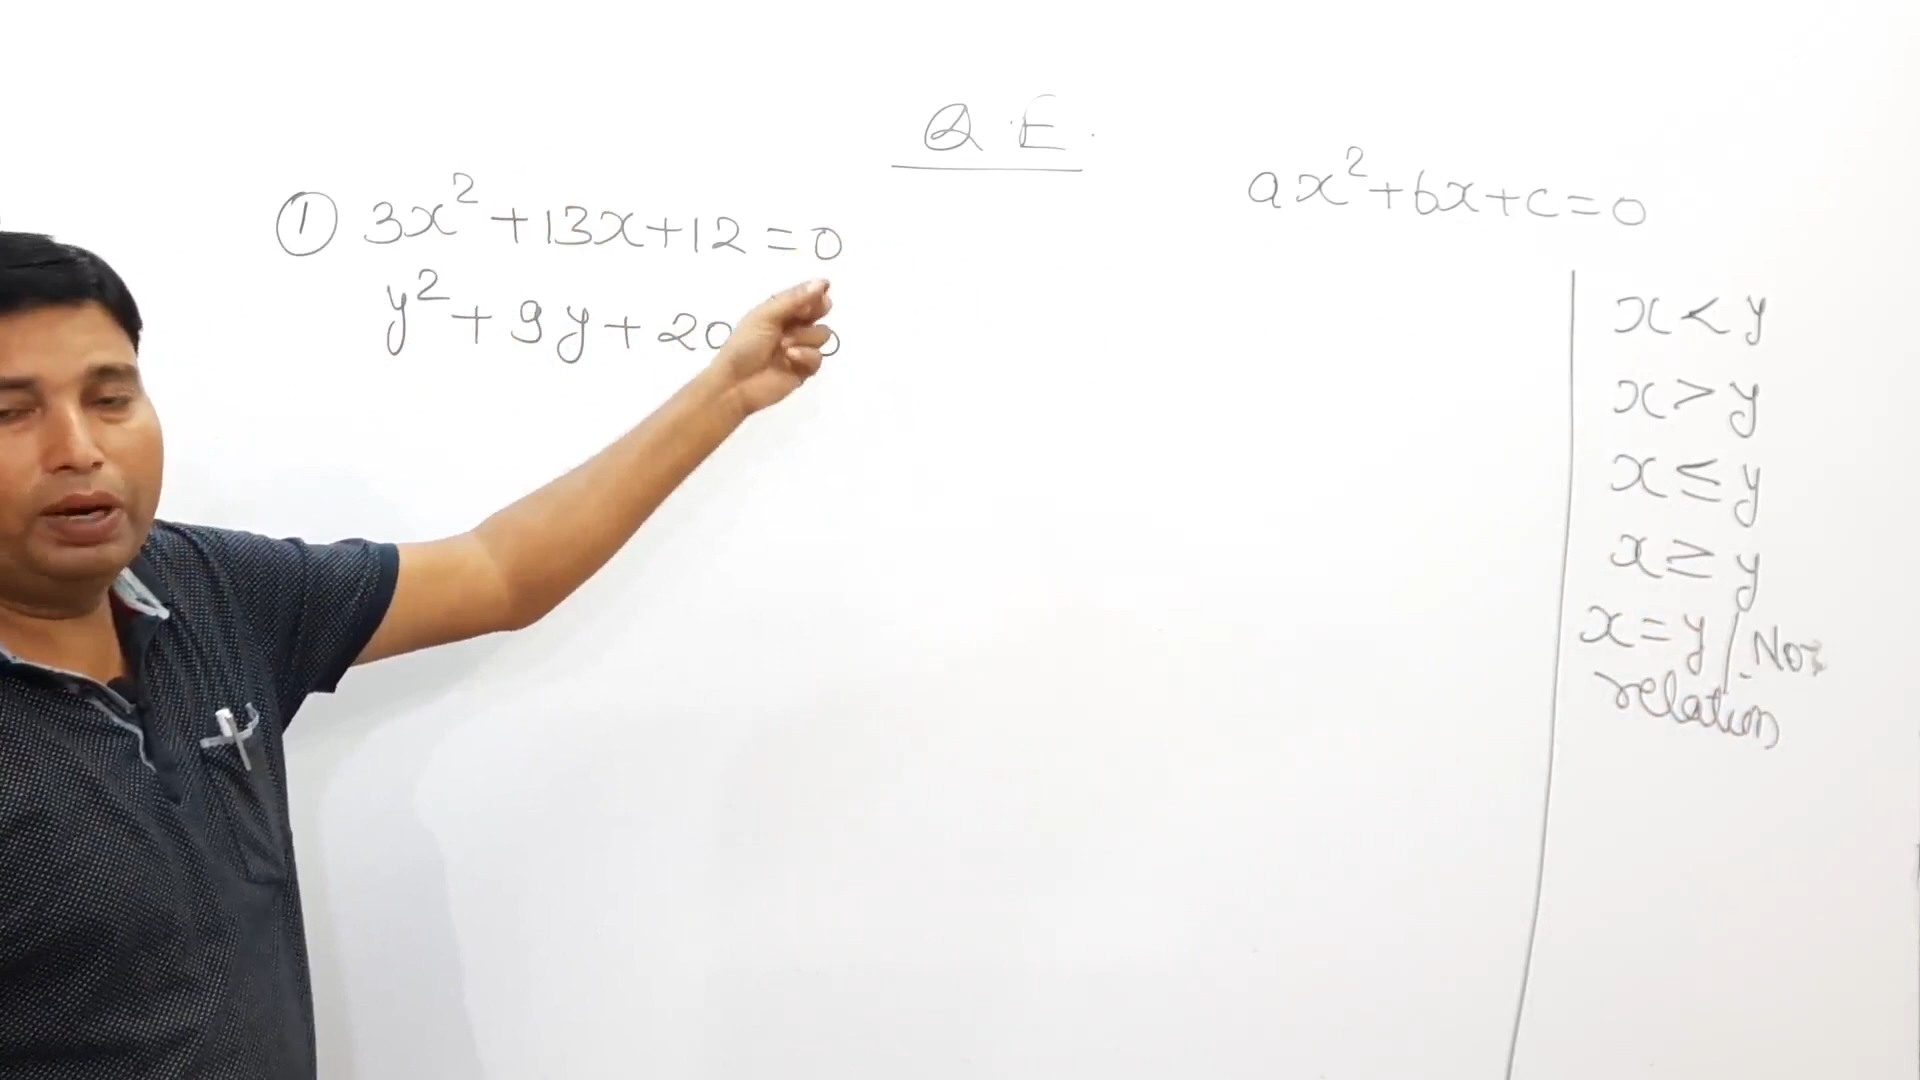 Q.E.
① 3x²+13x+12=0
y²+9y+20
ax²+bx+c=0
x<y
x>y
x≤y
x≥y
x=y/No
relation